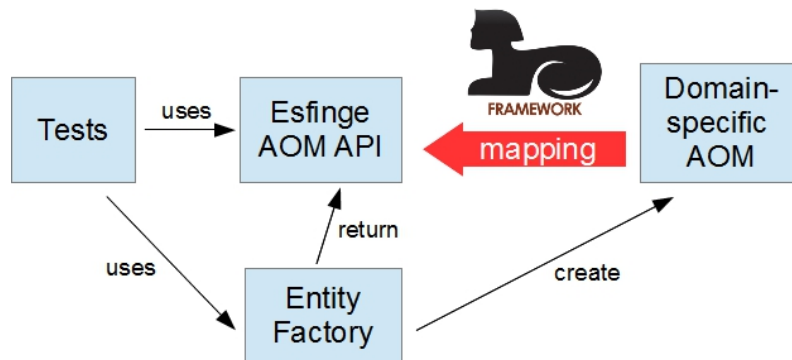 FRAMEWORK
Tests
uses
Esfinge
AOM API
mapping
Domain-
specific
AOM
return
uses
Entity
Factory
create